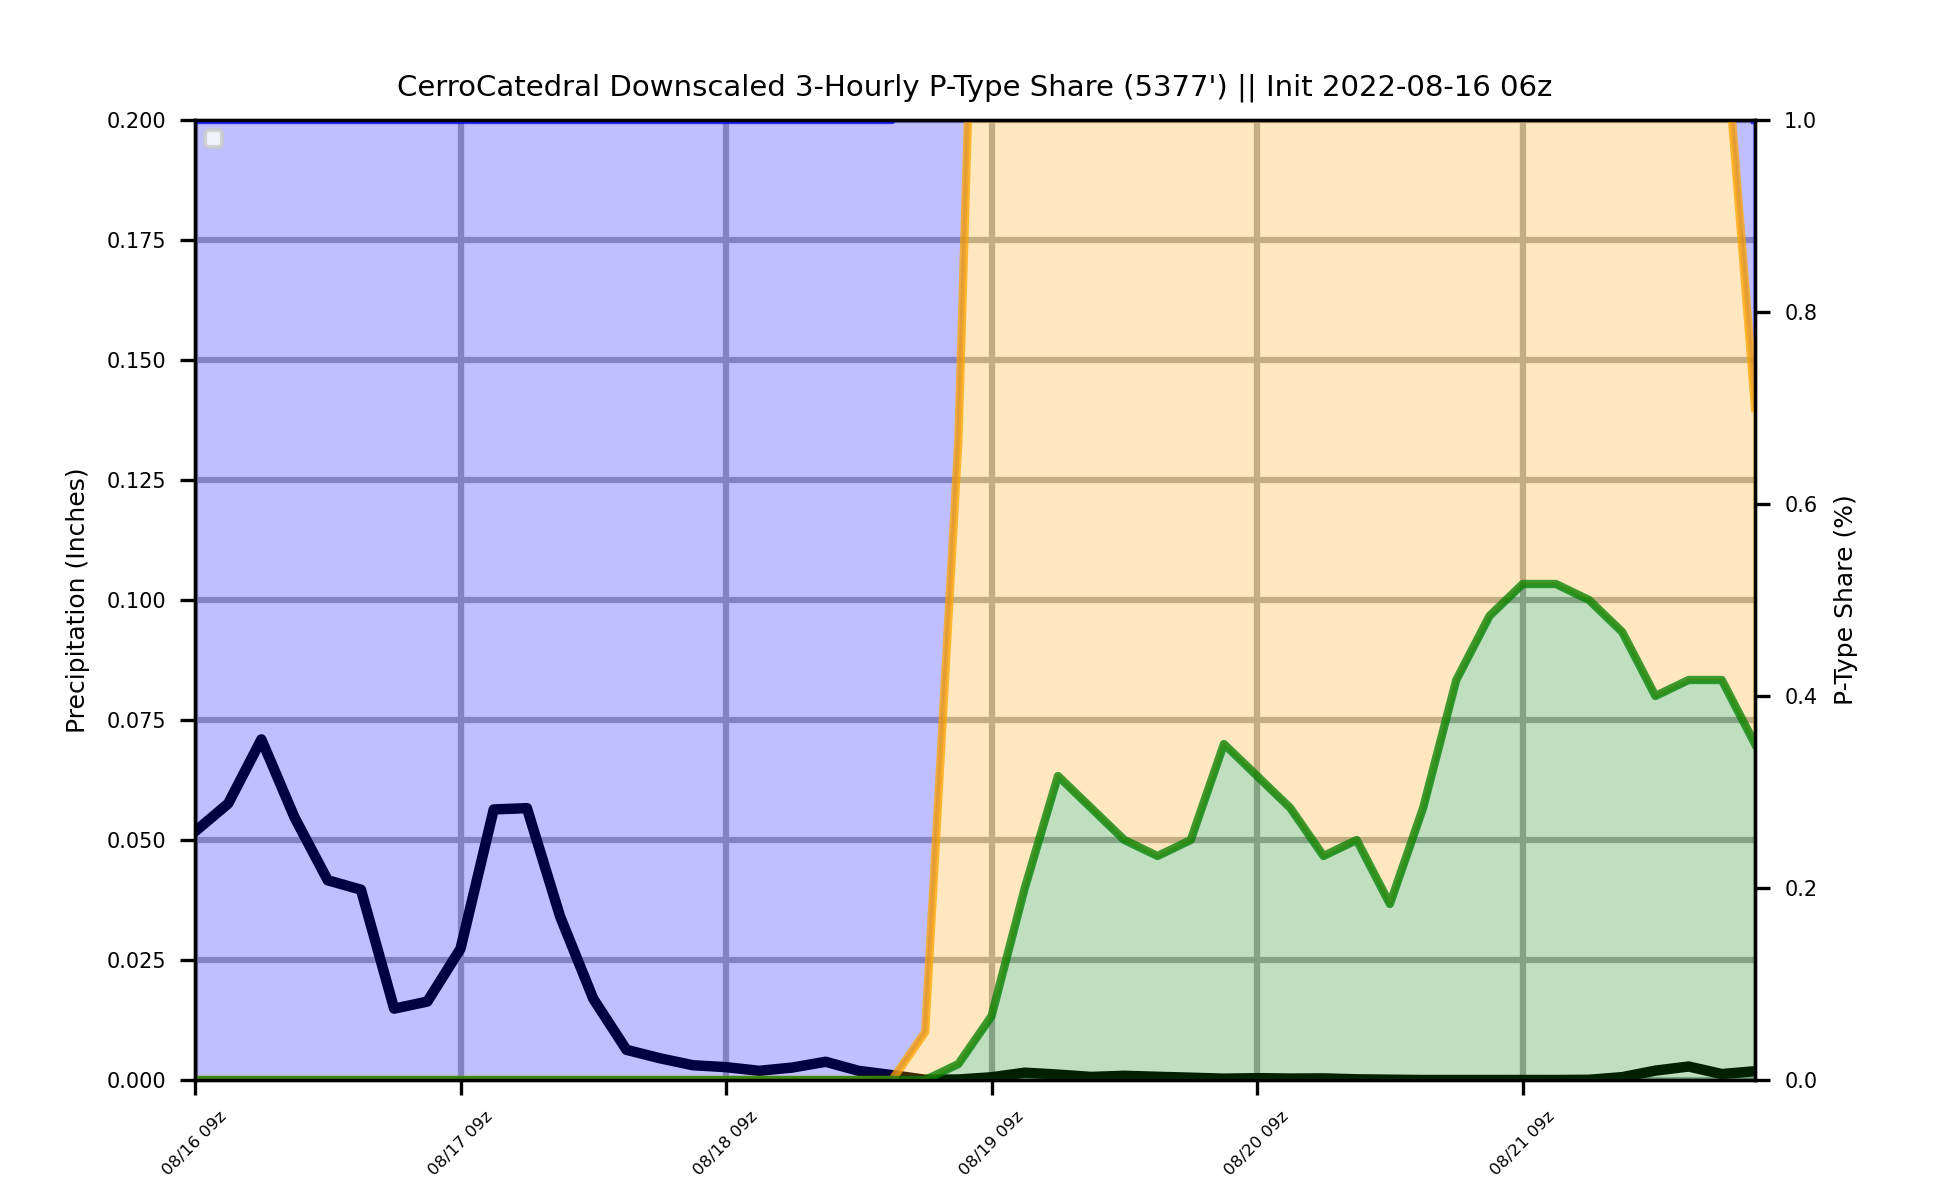 CerroCatedral Downscaled 3-Hourly P-Type Share (5377') || Init 2022-08-16 06z
0.200
0.175
0.150
0.125
0.100
0.075
0.050
0.025
0.000
Precipitation (Inches)
1.0
0.8
0.6
0.4
0.2
0.0
P-Type Share (%)
08/16 09z
08/17 09z
08/18 09z
08/19 09z
08/20 09z
08/21 09z